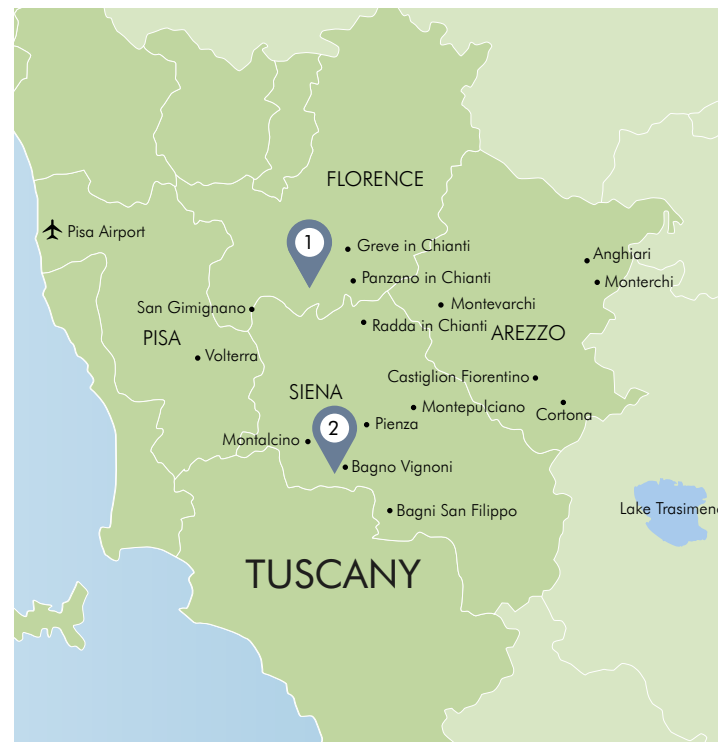 FLORENCE
Pisa Airport
1
Greve in Chianti
Anghiari
Panzano in Chianti
Monterchi
San Gimignano
Montevarchi
Radda in Chianti
AREZZO
PISA
Volterra
Castiglion Fiorentino
SIENA
Montepulciano
Cortona
2
Pienza
Montalcino
Bagno Vignoni
Bagni San Filippo
Lake Trasimeno
TUSCANY